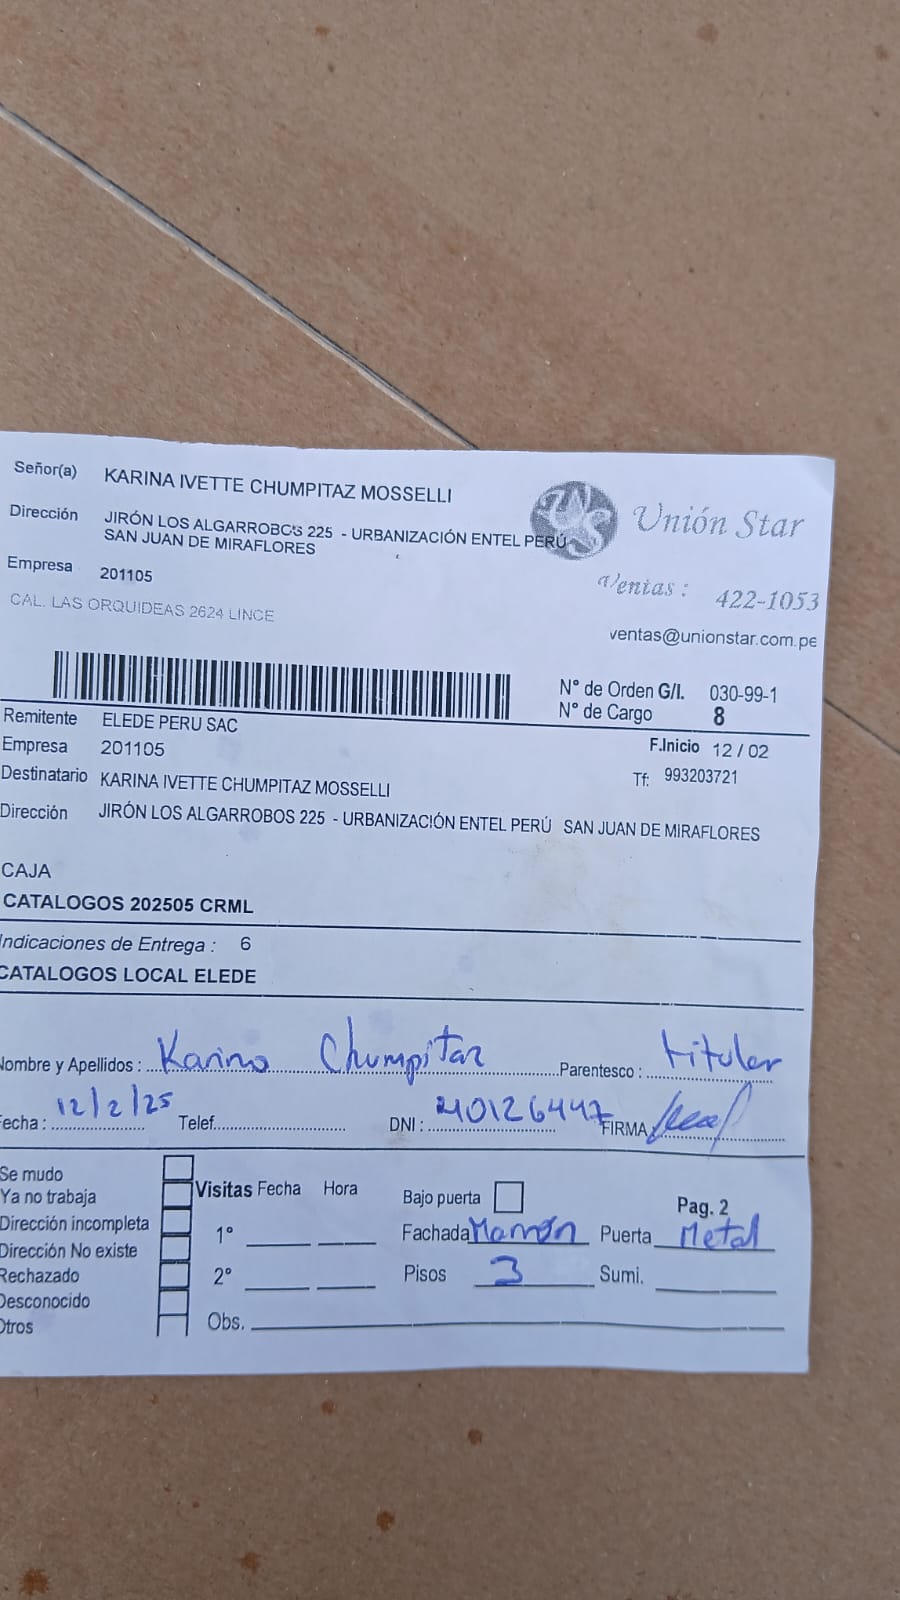 Señor(a) KARINA IVETTE CHUMPITAZ MOSSELLI
Unión Star
Dirección JIRÓN LOS ALGARROBOS 225 - URBANIZACIÓN ENTEL PERÚ
SAN JUAN DE MIRAFLORES
Empresa 201105
Ventas : 422-1053
CAL. LAS ORQUIDEAS 2624 LINCE
ventas@unionstar.com.pe
N° de Orden G/I. 030-99-1
N° de Cargo 8
Remitente ELEDE PERU SAC
Empresa 201105
F.Inicio 12 / 02
Destinatario KARINA IVETTE CHUMPITAZ MOSSELLI
Tf: 993203721
Dirección JIRÓN LOS ALGARROBOS 225 - URBANIZACIÓN ENTEL PERÚ SAN JUAN DE MIRAFLORES
CAJA
CATALOGOS 202505 CRML
Indicaciones de Entrega : 6
CATALOGOS LOCAL ELEDE
Nombre y Apellidos : Karina Chumpitaz Parentesco : titular
Fecha : 12/2/25 Telef. DNI : 40126447 FIRMA
Se mudo
Ya no trabaja
Dirección incompleta
Dirección No existe
Rechazado
Desconocido
Otros
Visitas Fecha Hora
1°
2°
Obs.
Bajo puerta
Pag. 2
Fachada Marrón Puerta Metal
Pisos 3 Sumi.